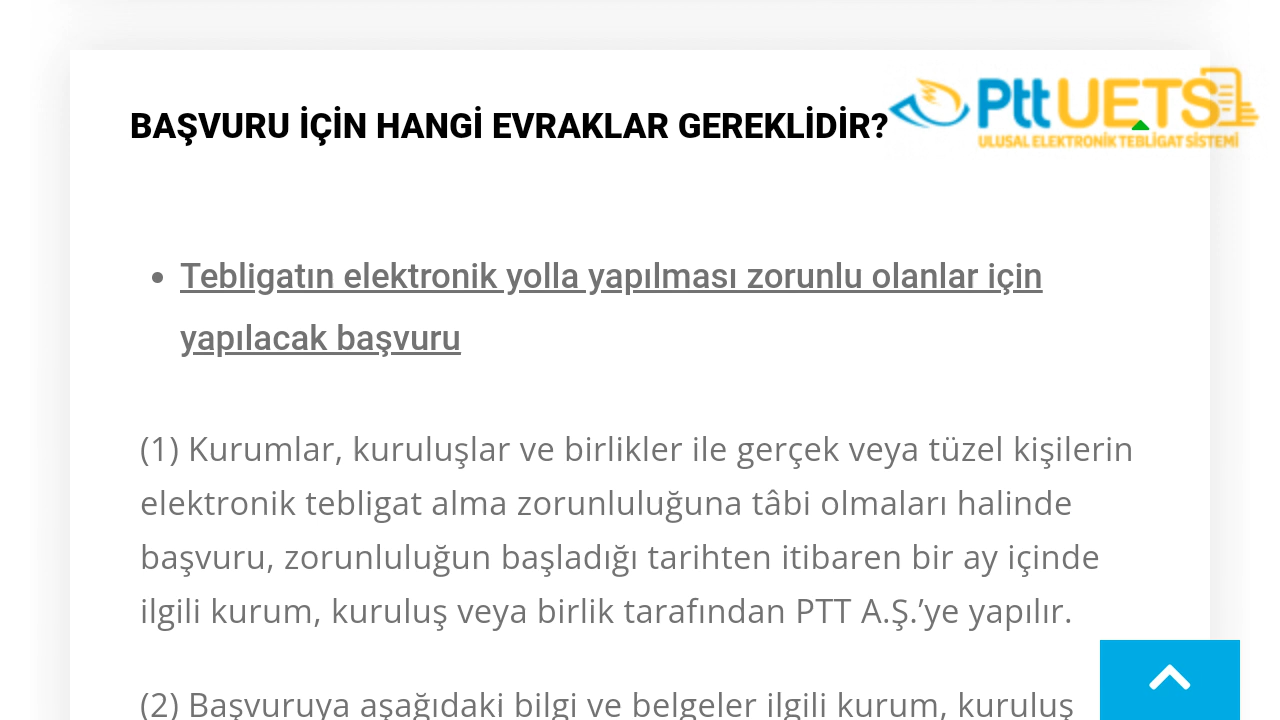 BAŞVURU İÇİN HANGİ EVRAKLAR GEREKLİDİR?
PttUETS
ULUSAL ELEKTRONİK TEBLİGAT SİSTEMİ
Tebligatın elektronik yolla yapılması zorunlu olanlar için
yapılacak başvuru
(1) Kurumlar, kuruluşlar ve birlikler ile gerçek veya tüzel kişilerin
elektronik tebligat alma zorunluluğuna tâbi olmaları halinde
başvuru, zorunluluğun başladığı tarihten itibaren bir ay içinde
ilgili kurum, kuruluş veya birlik tarafından PTT A.Ş.’ye yapılır.
(2) Başvuruya aşağıdaki bilgi ve belgeler ilgili kurum, kuruluş